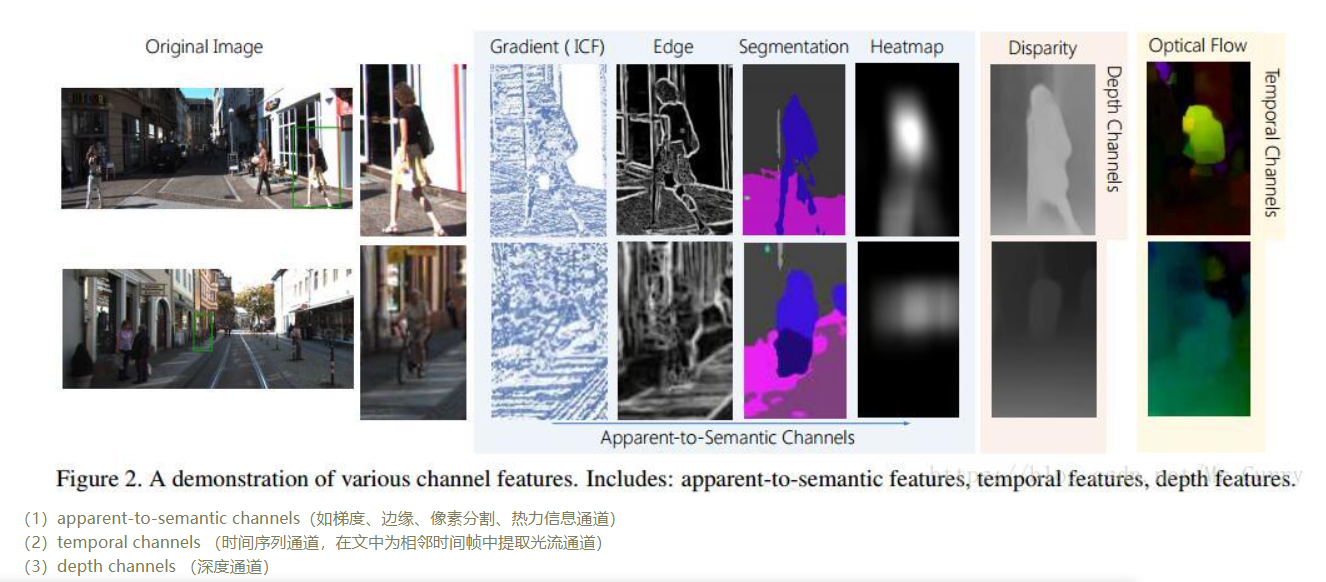 Original Image
Gradient ( ICF)
Edge
Segmentation
Heatmap
Disparity
Optical Flow
Depth Channels
Temporal Channels
Apparent-to-Semantic Channels
Figure 2. A demonstration of various channel features. Includes: apparent-to-semantic features, temporal features, depth features.
(1)apparent-to-semantic channels(如梯度、边缘、像素分割、热力信息通道)
(2)temporal channels (时间序列通道,在文中为相邻时间帧中提取光流通道)
(3)depth channels (深度通道)